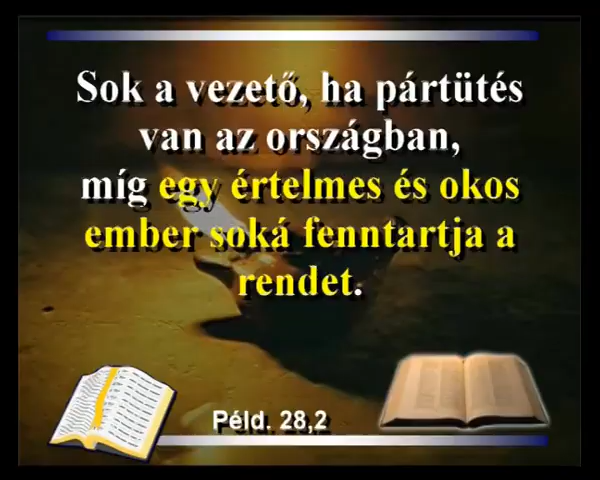 Sok a vezető, ha pártütés
van az országban,
míg egy értelmes és okos
ember soká fenntartja a
rendet.
Péld. 28,2